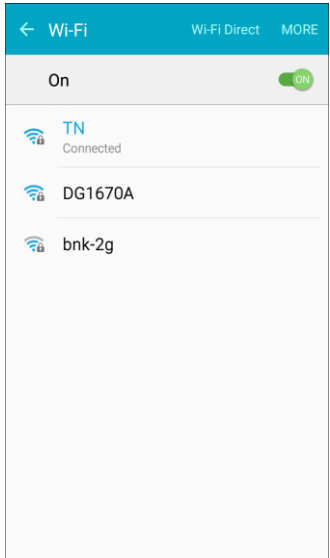 Wi-Fi Wi-Fi Direct MORE
On ON
TN
Connected
DG1670A
bnk-2g